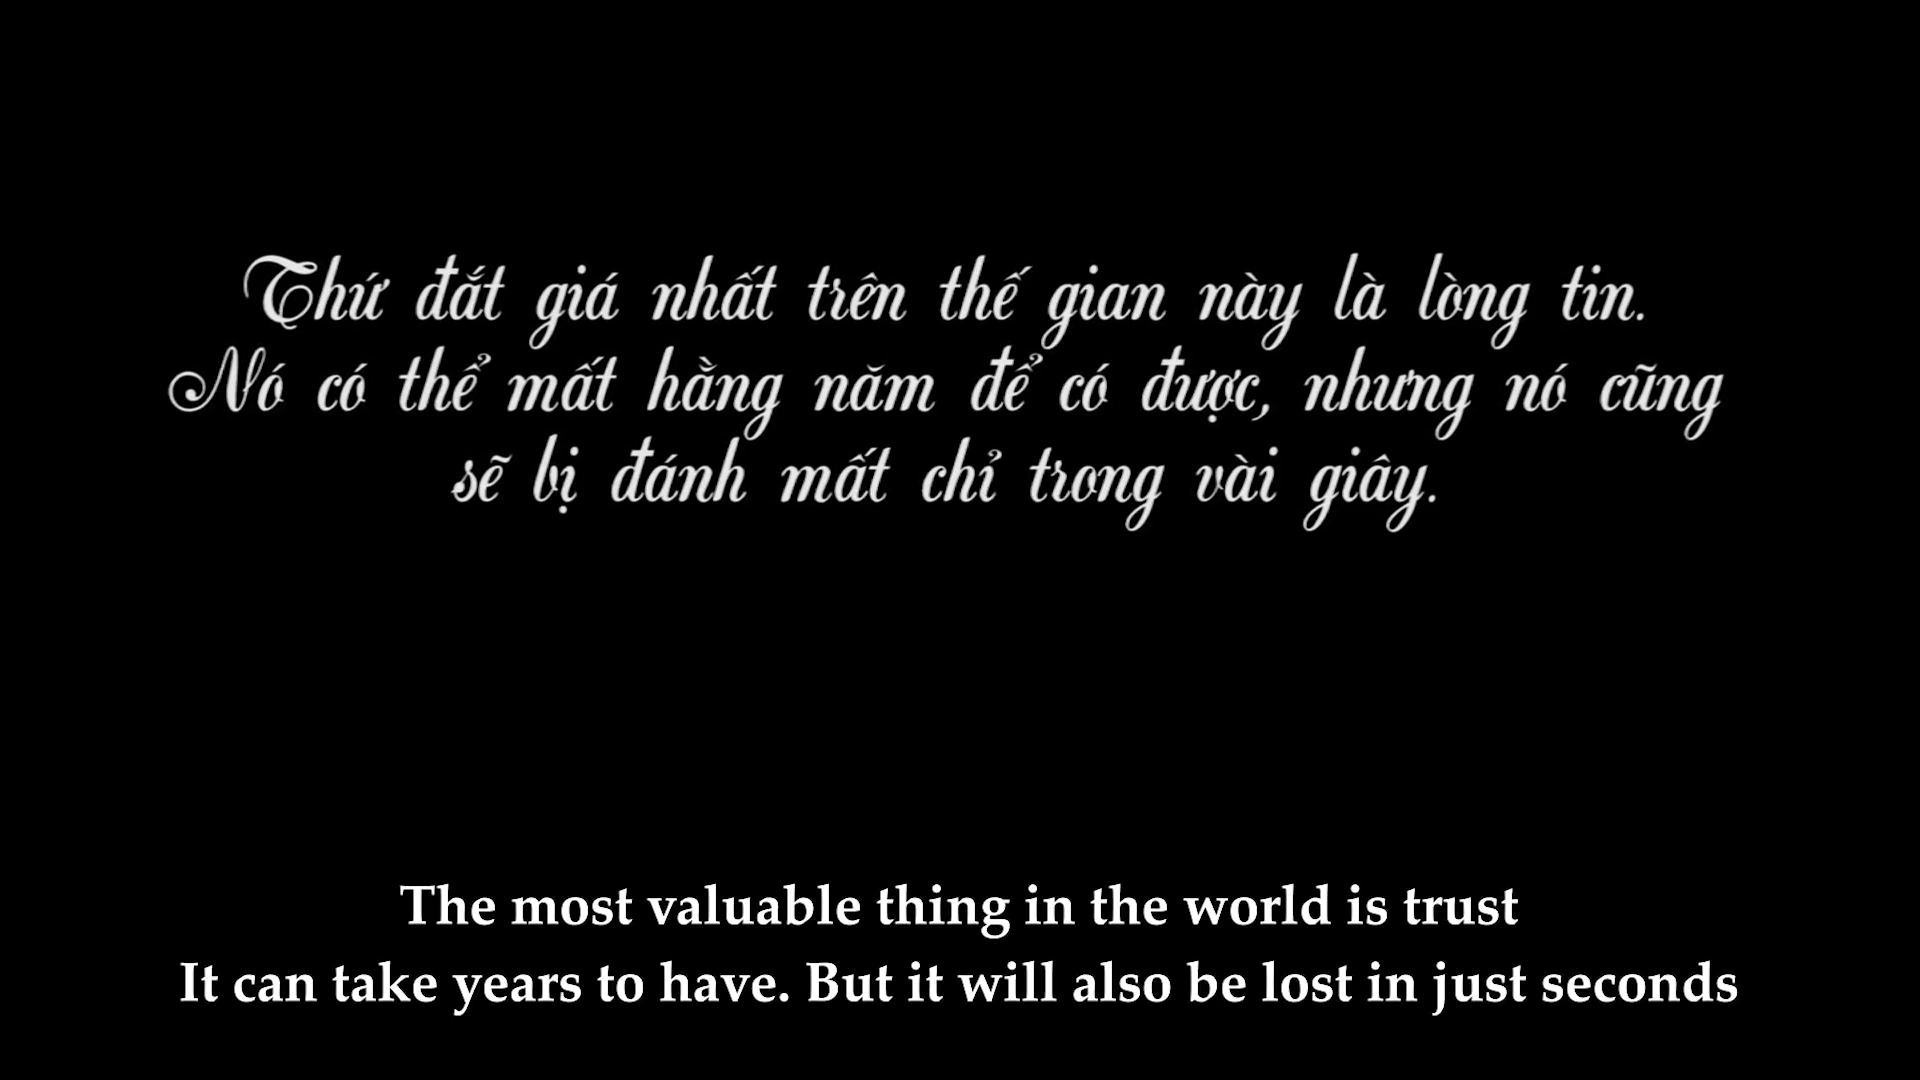 Thứ đắt giá nhất trên thế gian này là lòng tin.
Nó có thể mất hằng năm để có được, nhưng nó cũng
sẽ bị đánh mất chỉ trong vài giây.
The most valuable thing in the world is trust
It can take years to have. But it will also be lost in just seconds